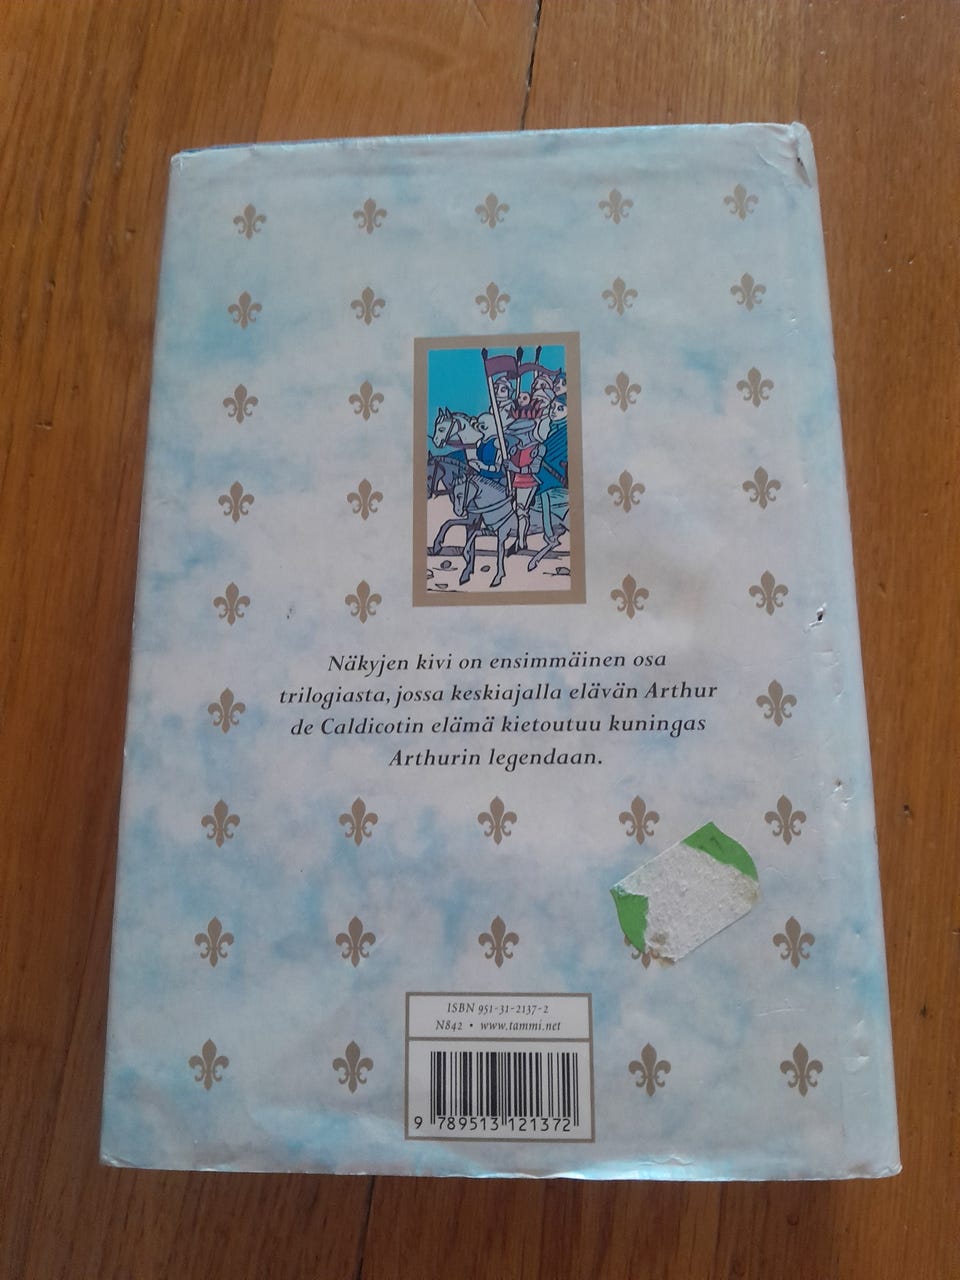 Näkyjen kivi on ensimmäinen osa
trilogiasta, jossa keskiajalla elävän Arthur
de Caldicotin elämä kietoutuu kuningas
Arthurin legendaan.
ISBN 951-31-2137-2
N842 • www.tammi.net
9 789513 121372